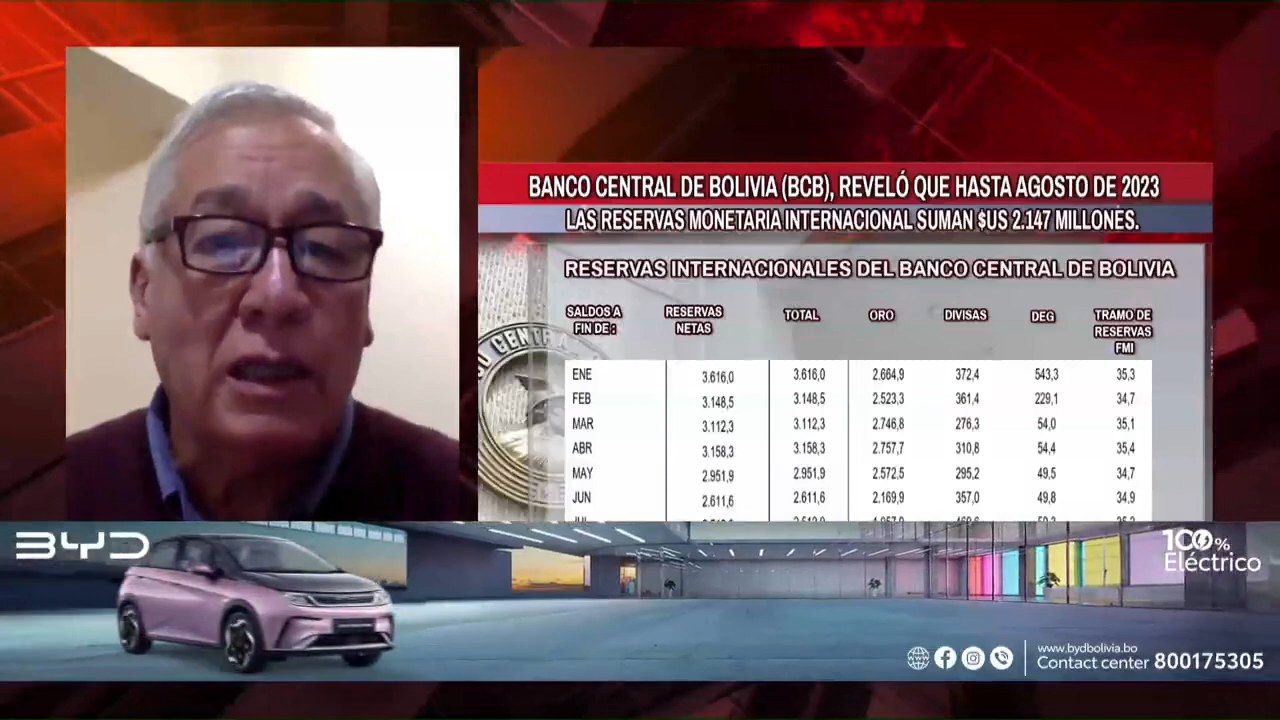 BANCO CENTRAL DE BOLIVIA (BCB), REVELÓ QUE HASTA AGOSTO DE 2023
LAS RESERVAS MONETARIA INTERNACIONAL SUMAN $US 2.147 MILLONES.
RESERVAS INTERNACIONALES DEL BANCO CENTRAL DE BOLIVIA
SALDOS A FIN DE : RESERVAS NETAS TOTAL ORO DIVISAS DEG TRAMO DE RESERVAS FMI
ENE 3.616,0 3.616,0 2.664,9 372,4 543,3 35,3
FEB 3.148,5 3.148,5 2.523,3 361,4 229,1 34,7
MAR 3.112,3 3.112,3 2.746,8 276,3 54,0 35,1
ABR 3.158,3 3.158,3 2.757,7 310,8 54,4 35,4
MAY 2.951,9 2.951,9 2.572,5 295,2 49,5 34,7
JUN 2.611,6 2.611,6 2.169,9 357,0 49,8 34,9
BYD
100%
Eléctrico
www.bydbolivia.bo
Contact center 800175305